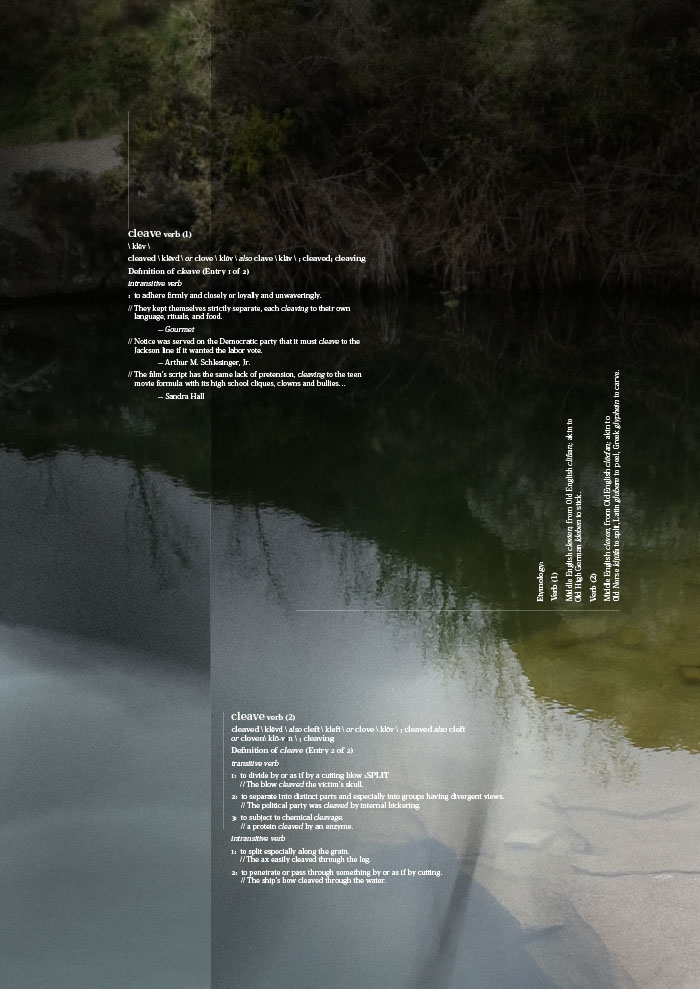 cleave verb (1)
\ klēv \
cleaved \ klēvd \ or clove \ klōv \ also clave \ klāv \ ; cleaved; cleaving
Definition of cleave (Entry 1 of 2)
intransitive verb
: to adhere firmly and closely or loyally and unwaveringly.
// They kept themselves strictly separate, each cleaving to their own
language, rituals, and food.
— Gourmet
// Notice was served on the Democratic party that it must cleave to the
Jackson line if it wanted the labor vote.
— Arthur M. Schlesinger, Jr.
// The film's script has the same lack of pretension, cleaving to the teen
movie formula with its high school cliques, clowns and bullies…
— Sandra Hall
Etymology:
Verb (1)
Middle English clevien; from Old English clifian; akin to
Old High German kleben to stick.
Verb (2)
Middle English cleven, from Old English clēofan; akin to
Old Norse kljūfa to split, Latin glubere to peel, Greek glyphein to carve.
cleave verb (2)
cleaved \ klēvd \ also cleft \ kleft \ or clove \ klōv \ ; cleaved also cleft
or cloven\ klō-v n \ ; cleaving
Definition of cleave (Entry 2 of 2)
transitive verb
1: to divide by or as if by a cutting blow :SPLIT
// The blow cleaved the victim's skull.
2: to separate into distinct parts and especially into groups having divergent views.
// The political party was cleaved by internal bickering.
3: to subject to chemical cleavage.
// a protein cleaved by an enzyme.
intransitive verb
1: to split especially along the grain.
// The ax easily cleaved through the log.
2: to penetrate or pass through something by or as if by cutting.
// The ship's bow cleaved through the water.